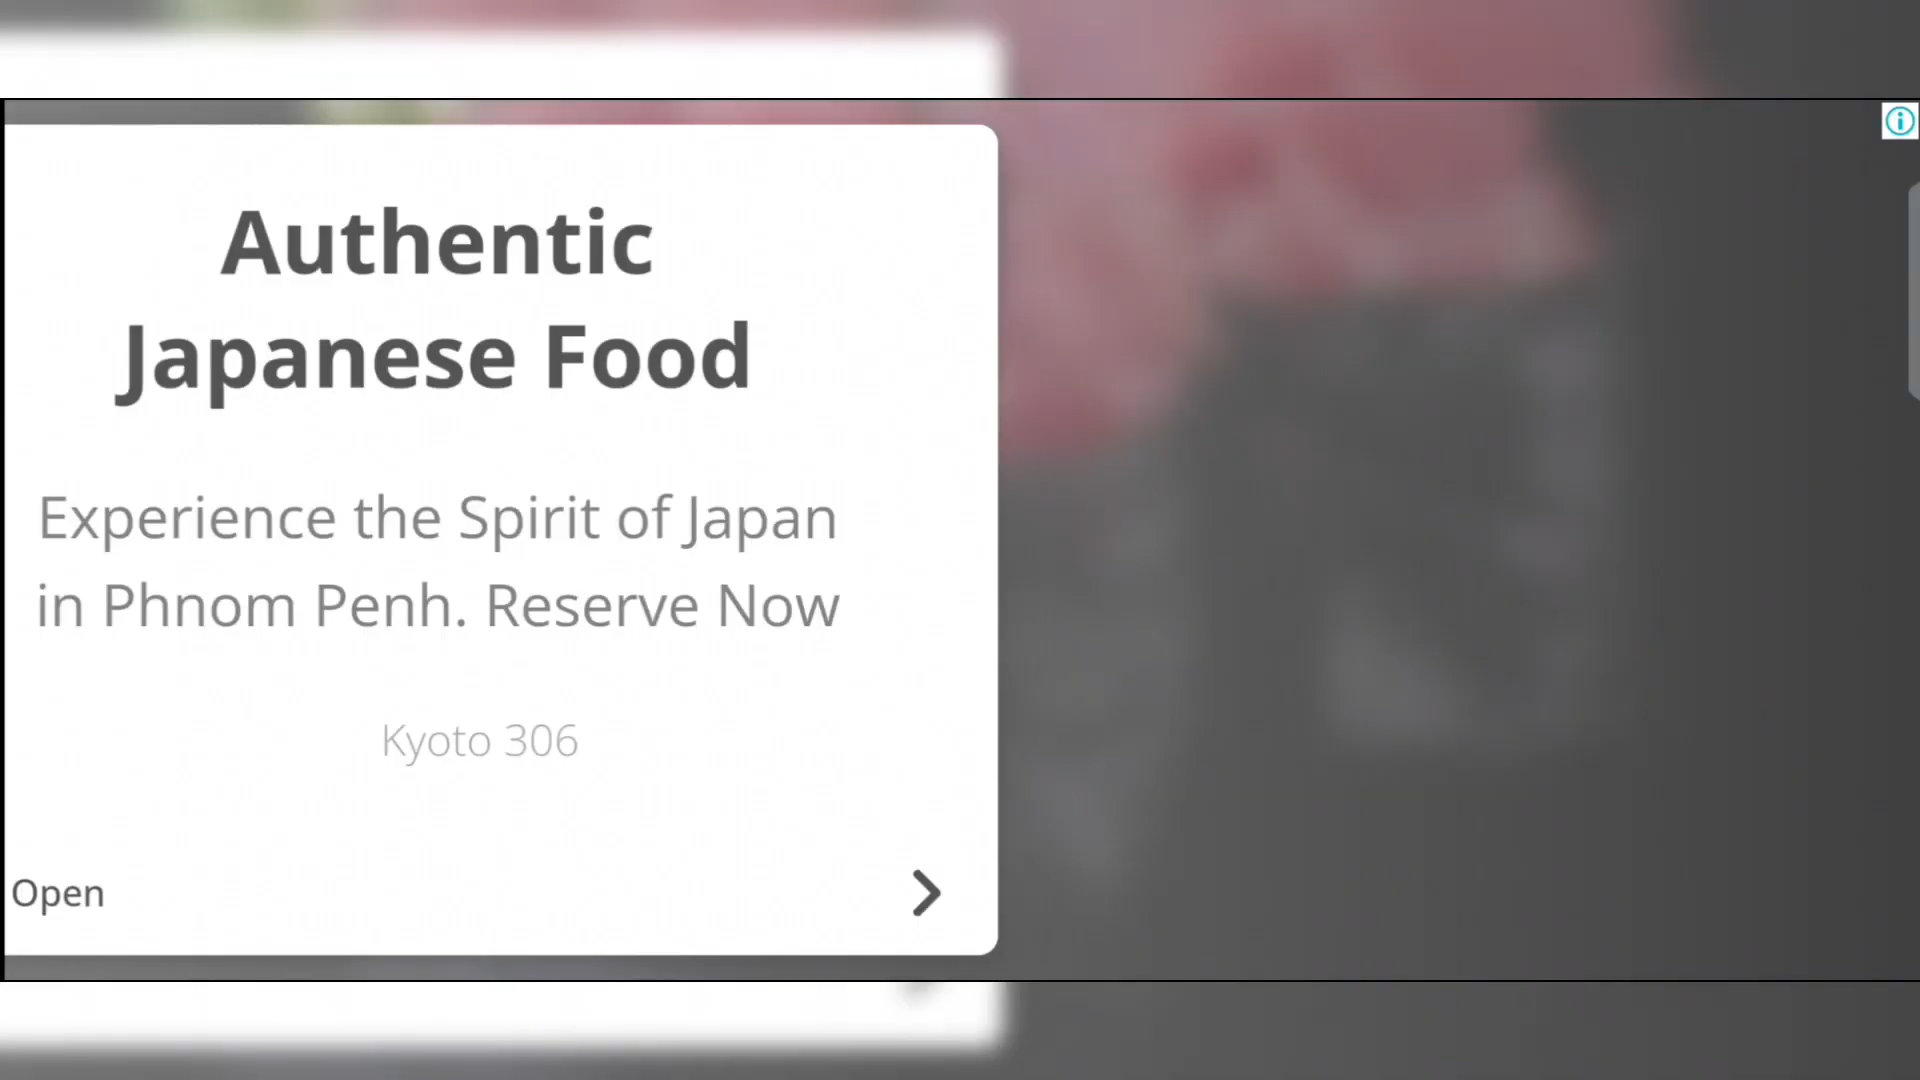 Authentic
Japanese Food
Experience the Spirit of Japan
in Phnom Penh. Reserve Now
Kyoto 306
Open